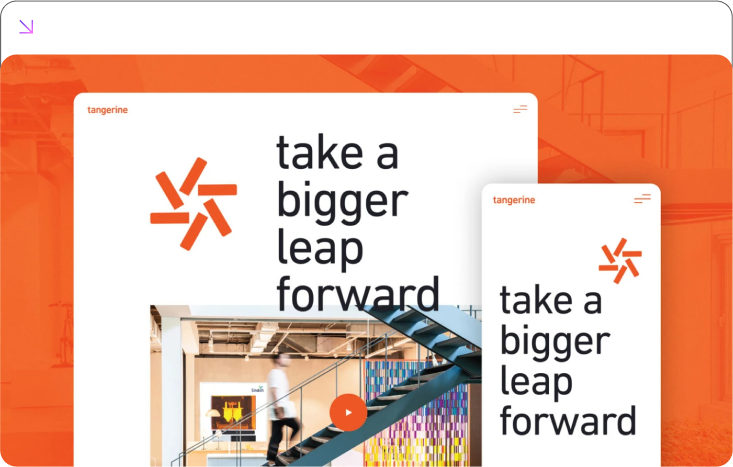 tangerine
take a
bigger
leap
forward
tangerine
take a
bigger
leap
forward